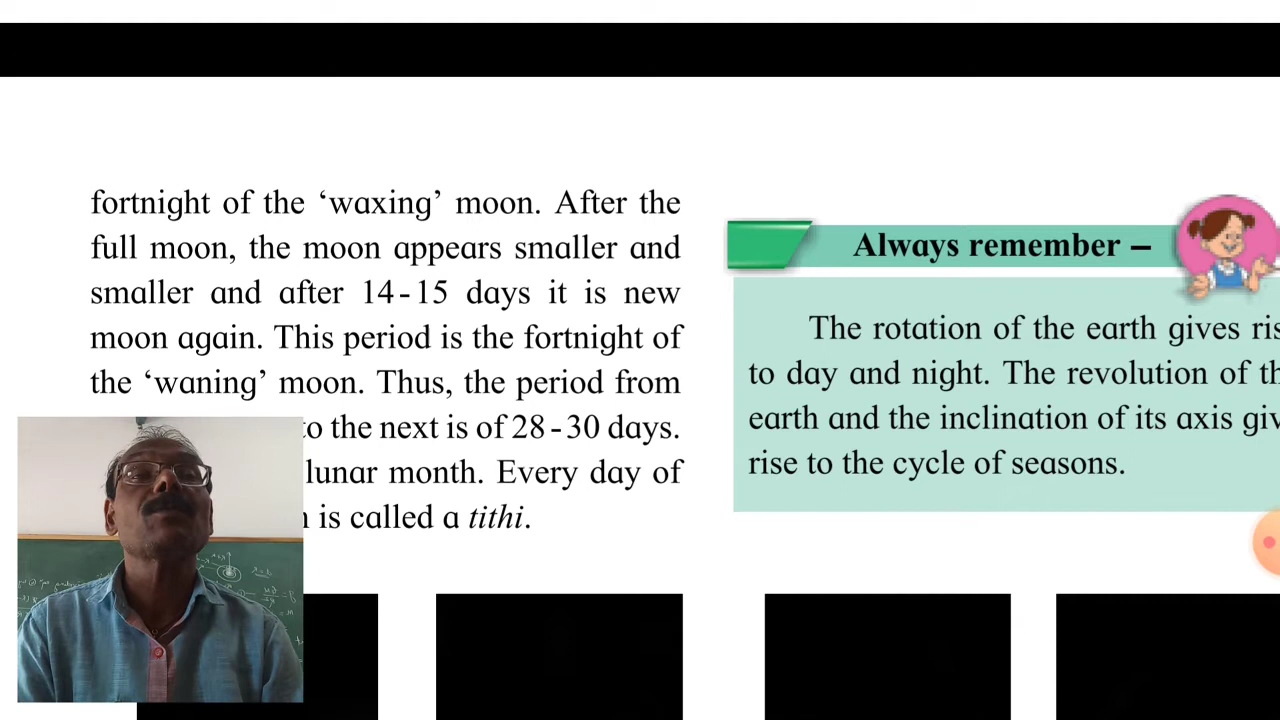 fortnight of the ‘waxing’ moon. After the
full moon, the moon appears smaller and
smaller and after 14-15 days it is new
moon again. This period is the fortnight of
the ‘waning’ moon. Thus, the period from
to the next is of 28-30 days.
lunar month. Every day of
is called a tithi.
Always remember –
The rotation of the earth gives
to day and night. The revolution of
earth and the inclination of its axis
rise to the cycle of seasons.